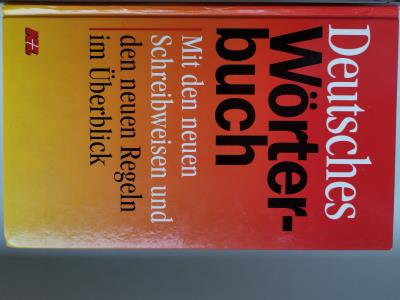 Deutsches
Wörter-
buch
Mit den neuen
Schreibweisen und
den neuen Regeln
im Überblick